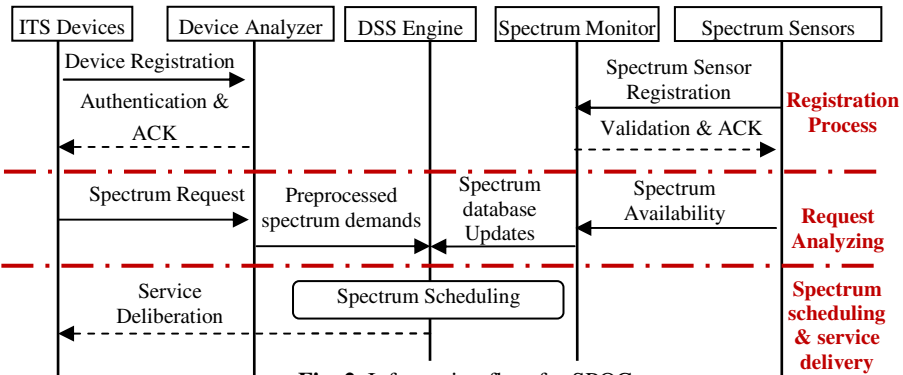 ITS Devices
Device Analyzer
DSS Engine
Spectrum Monitor
Spectrum Sensors
Device Registration
Authentication &
ACK
Spectrum Sensor
Registration
Validation & ACK
Registration
Process
Spectrum Request
Preprocessed
spectrum demands
Spectrum
database
Updates
Spectrum
Availability
Request
Analyzing
Service
Deliberation
Spectrum Scheduling
Spectrum
scheduling
& service
delivery